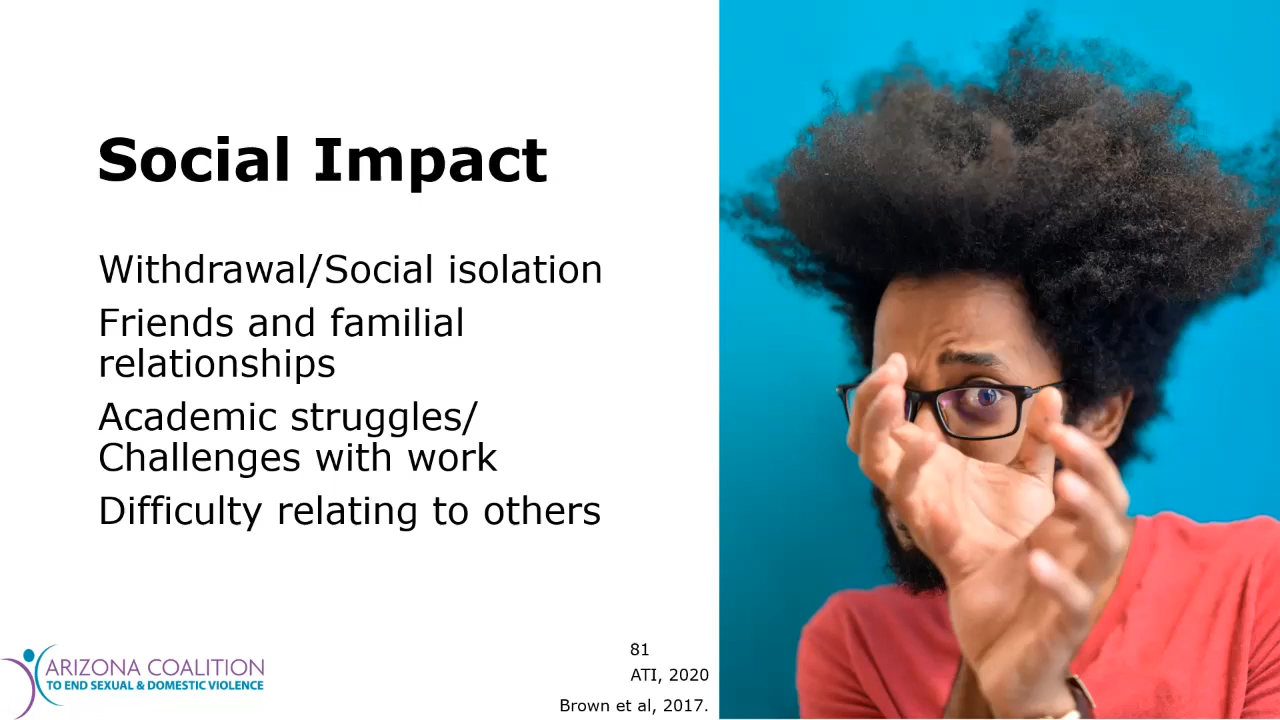 Social Impact
Withdrawal/Social isolation
Friends and familial
relationships
Academic struggles/
Challenges with work
Difficulty relating to others
81
ATI, 2020
Brown et al, 2017.
ARIZONA COALITION
TO END SEXUAL & DOMESTIC VIOLENCE